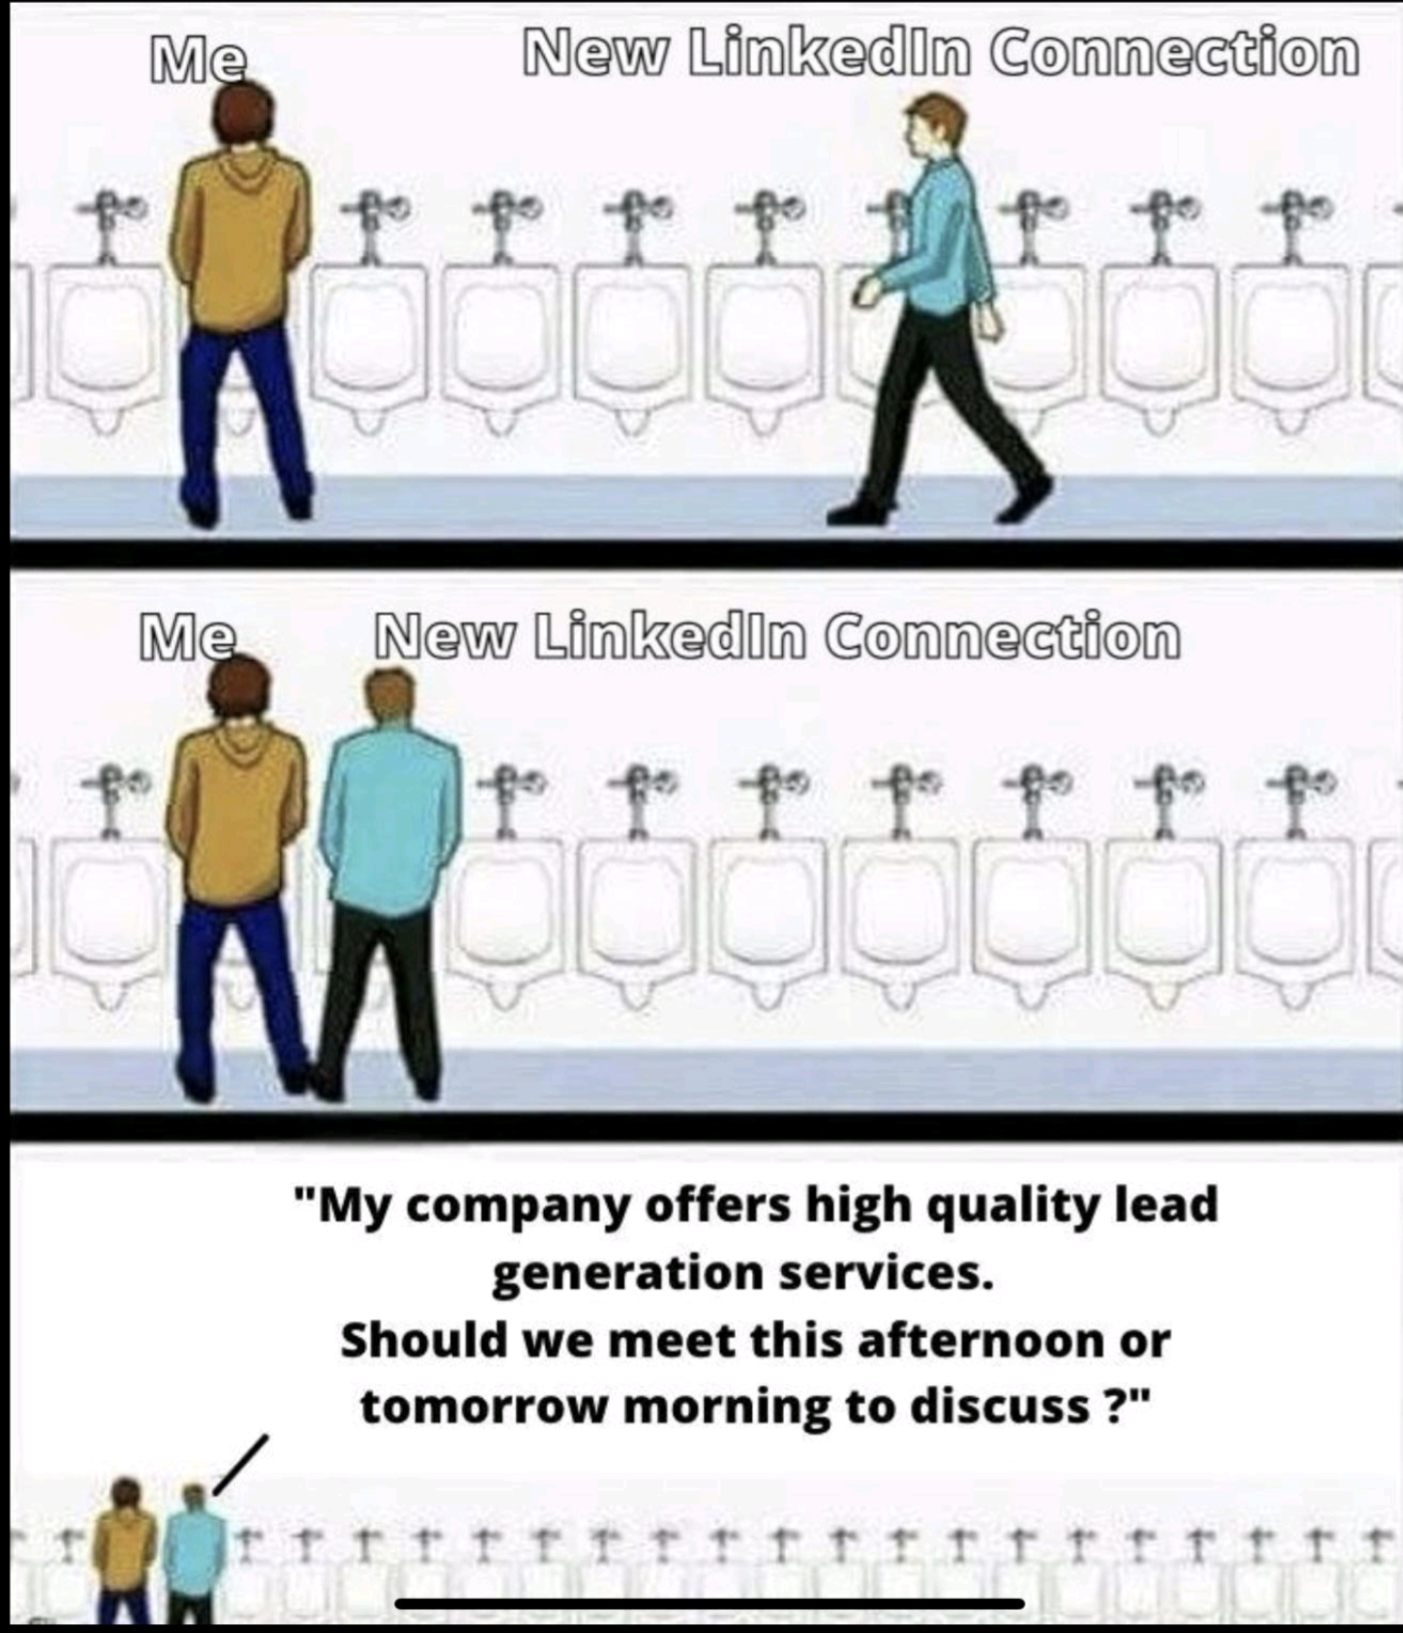 Me
New LinkedIn Connection
Me
New LinkedIn Connection
"My company offers high quality lead
generation services.
Should we meet this afternoon or
tomorrow morning to discuss ?"